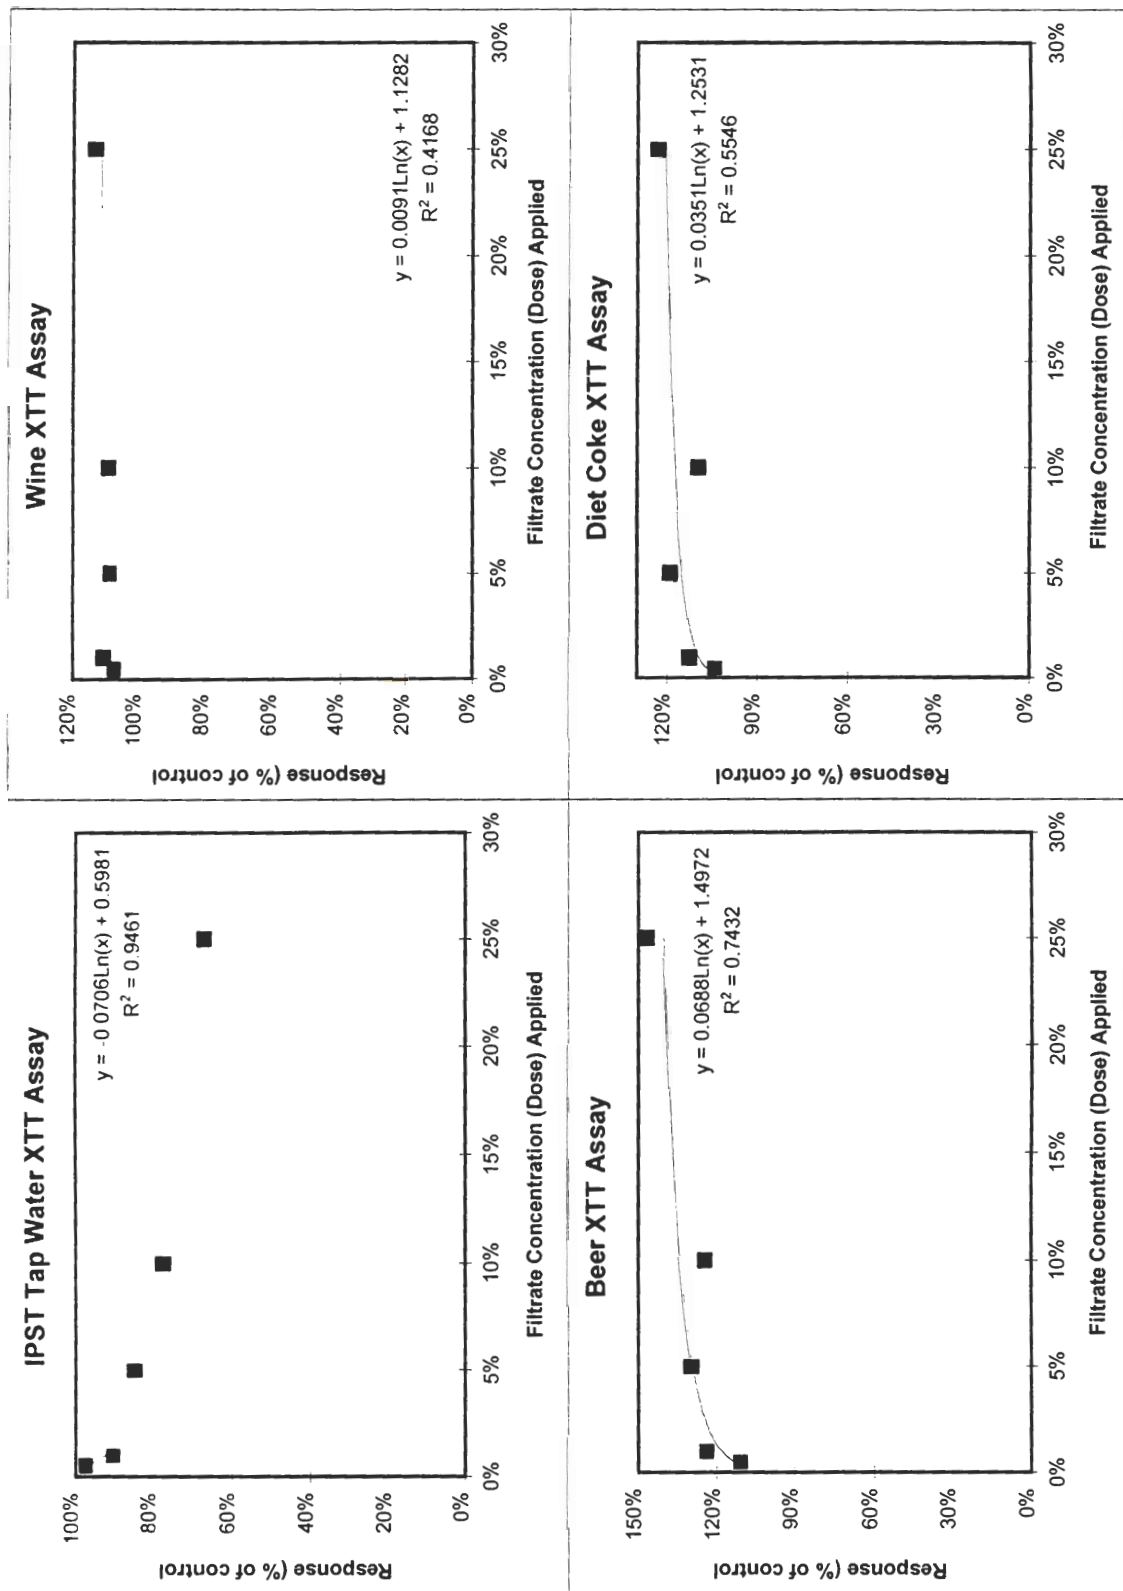 IPST Tap Water XTT Assay
100%
80%
60%
40%
20%
0%
Response (% of control)
y = -0.0706Ln(x) + 0.5981
R² = 0.9461
0%
5%
10%
15%
20%
25%
30%
Filtrate Concentration (Dose) Applied
Wine XTT Assay
120%
100%
80%
60%
40%
20%
0%
Response (% of control)
y = 0.0091Ln(x) + 1.1282
R² = 0.4168
0%
5%
10%
15%
20%
25%
30%
Filtrate Concentration (Dose) Applied
Beer XTT Assay
150%
120%
90%
60%
30%
0%
Response (% of control)
y = 0.0688Ln(x) + 1.4972
R² = 0.7432
0%
5%
10%
15%
20%
25%
30%
Filtrate Concentration (Dose) Applied
Diet Coke XTT Assay
120%
90%
60%
30%
0%
Response (% of control)
y = 0.0351Ln(x) + 1.2531
R² = 0.5546
0%
5%
10%
15%
20%
25%
30%
Filtrate Concentration (Dose) Applied